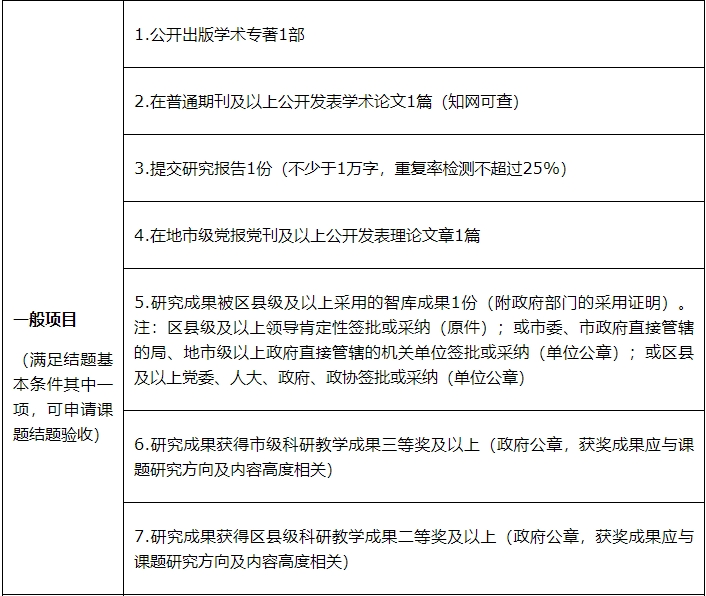 一般项目
（满足结题基
本条件其中一
项，可申请课
题结题验收）
1.公开出版学术专著1部
2.在普通期刊及以上公开发表学术论文1篇（知网可查）
3.提交研究报告1份（不少于1万字，重复率检测不超过25%）
4.在地市级党报党刊及以上公开发表理论文章1篇
5.研究成果被区县级及以上采用的智库成果1份（附政府部门的采用证明）。
注：区县级及以上领导肯定性签批或采纳（原件）；或市委、市政府直接管辖
的局、地市级以上政府直接管辖的机关单位签批或采纳（单位公章）；或区县
及以上党委、人大、政府、政协签批或采纳（单位公章）
6.研究成果获得市级科研教学成果三等奖及以上（政府公章，获奖成果应与课
题研究方向及内容高度相关）
7.研究成果获得区县级科研教学成果二等奖及以上（政府公章，获奖成果应与
课题研究方向及内容高度相关）